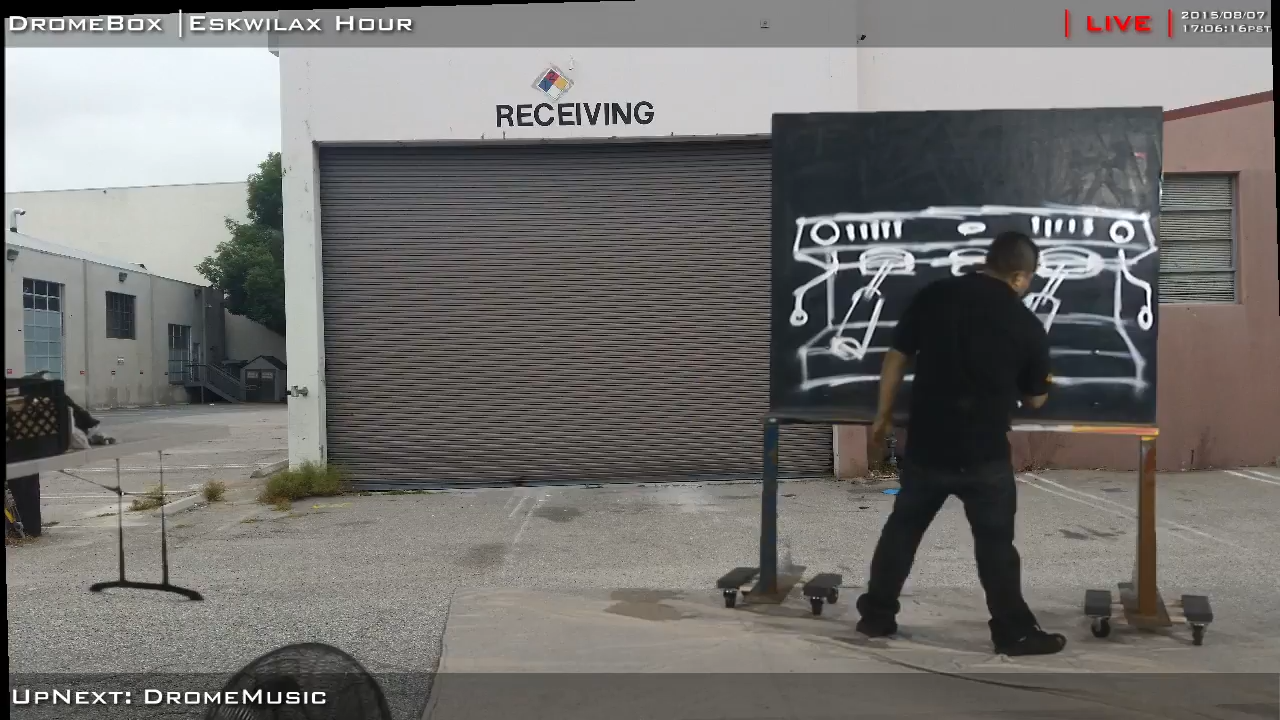 DromeBox | Eskwilax Hour
| LIVE |
2015/08/07
17:06:16PST
RECEIVING
UpNext: DromeMusic